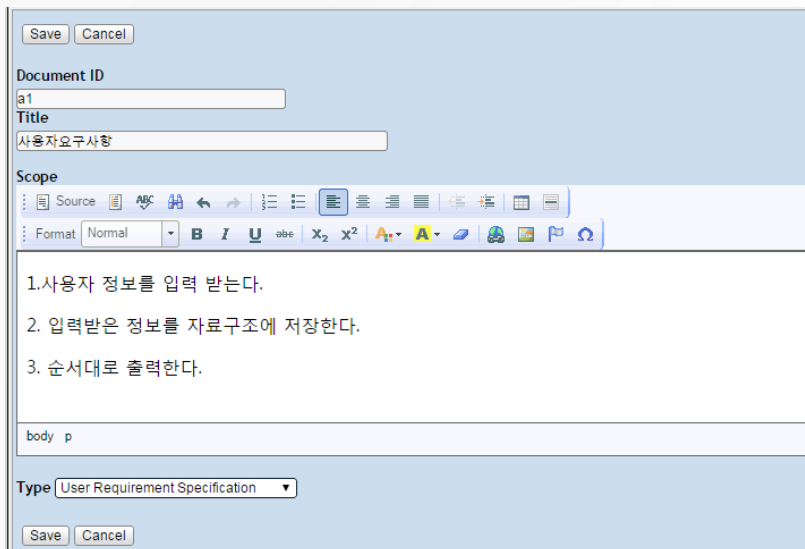 Save Cancel
Document ID
a1
Title
사용자요구사항
Scope
Source ABC
Format Normal B I U abc X₂ X² A A Ω
1.사용자 정보를 입력 받는다.
2. 입력받은 정보를 자료구조에 저장한다.
3. 순서대로 출력한다.
body p
Type User Requirement Specification
Save Cancel